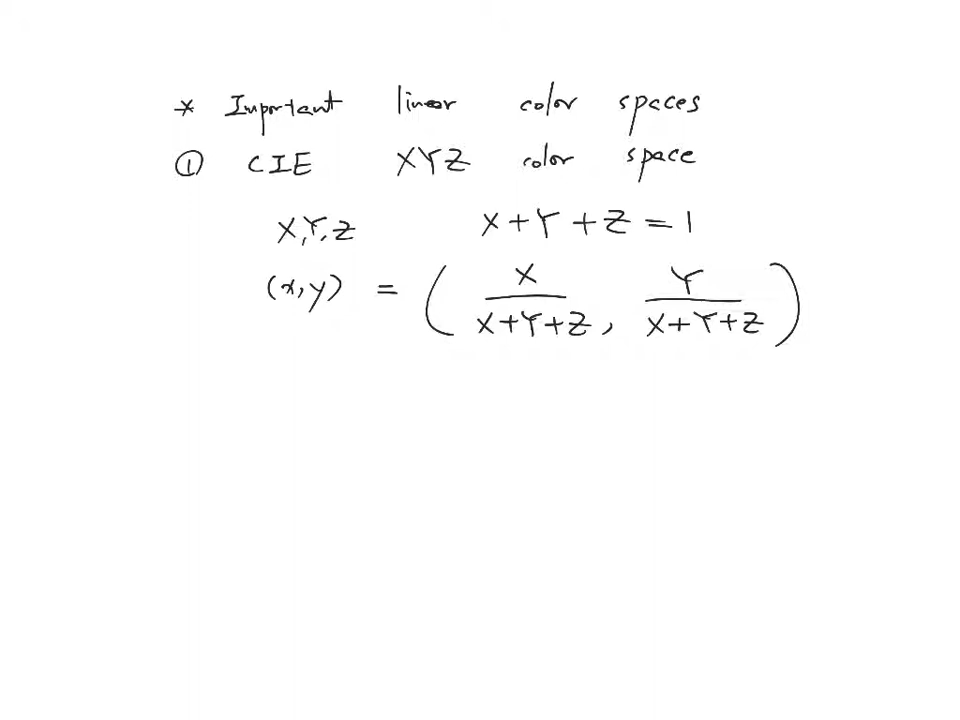 * Important linear color spaces
① CIE XYZ color space
X,Y,Z X+Y+Z=1
(x,y) = ( X / X+Y+Z , Y / X+Y+Z )